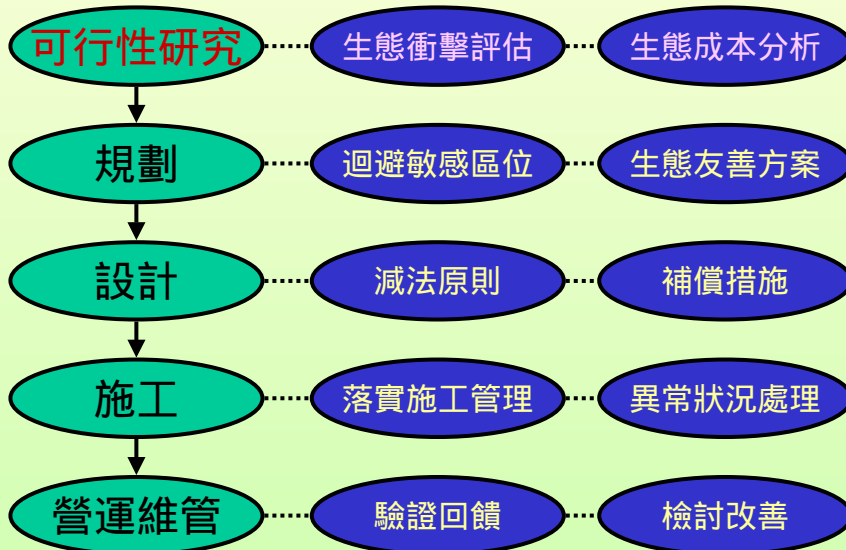 可行性研究
生態衝擊評估
生態成本分析
規劃
迴避敏感區位
生態友善方案
設計
減法原則
補償措施
施工
落實施工管理
異常狀況處理
營運維管
驗證回饋
檢討改善